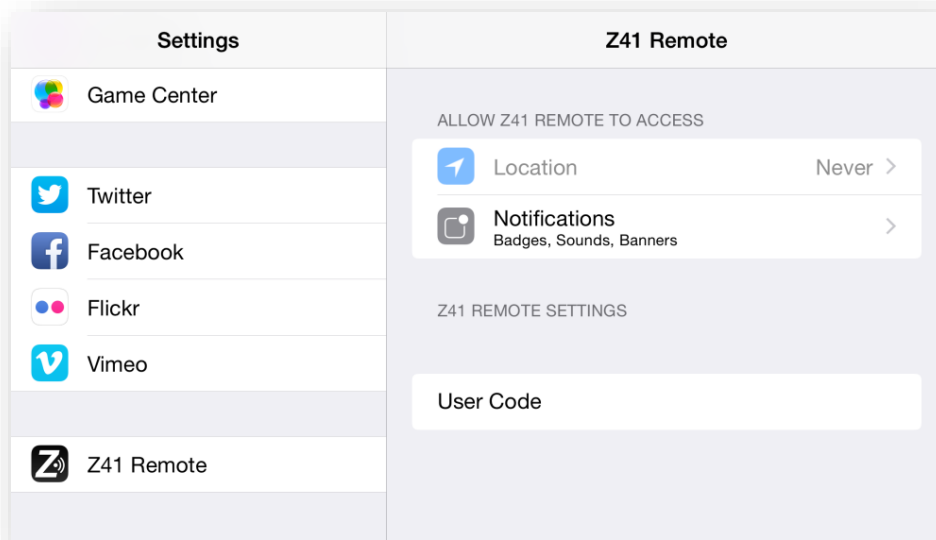 Settings
Game Center
Twitter
Facebook
Flickr
Vimeo
Z41 Remote
Z41 Remote
ALLOW Z41 REMOTE TO ACCESS
Location Never
Notifications
Badges, Sounds, Banners
Z41 REMOTE SETTINGS
User Code